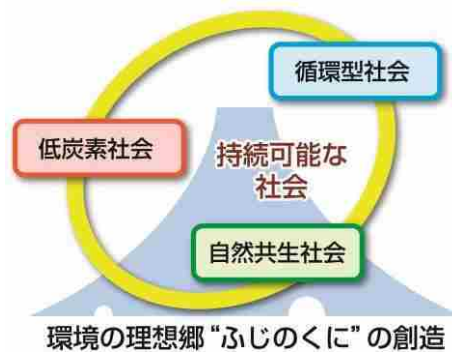 循環型社会
低炭素社会
持続可能な
社会
自然共生社会
環境の理想郷“ふじのくに”の創造